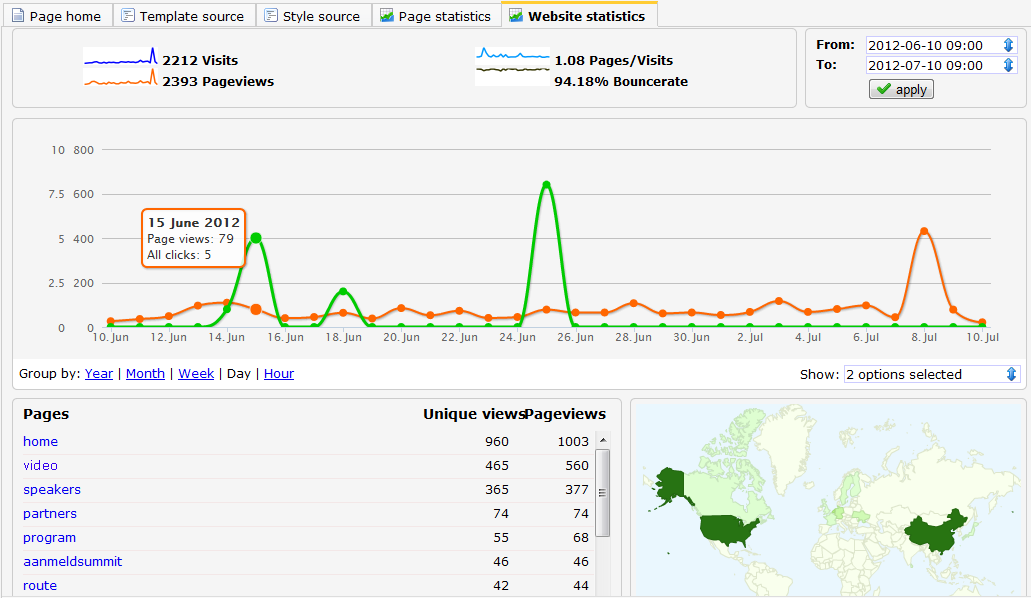 Page home Template source Style source Page statistics Website statistics
2212 Visits
2393 Pageviews
1.08 Pages/Visits
94.18% Bouncerate
From: 2012-06-10 09:00
To: 2012-07-10 09:00
apply
10 800
7.5 600
5 400
2.5 200
0 0
15 June 2012
Page views: 79
All clicks: 5
10.Jun 12.Jun 14.Jun 16.Jun 18.Jun 20.Jun 22.Jun 24.Jun 26.Jun 28.Jun 30.Jun 2.Jul 4.Jul 6.Jul 8.Jul 10.Jul
Group by: Year | Month | Week | Day | Hour
Show: 2 options selected
Pages Unique views Pageviews
home 960 1003
video 465 560
speakers 365 377
partners 74 74
program 55 68
aanmeldsummit 46 46
route 42 44